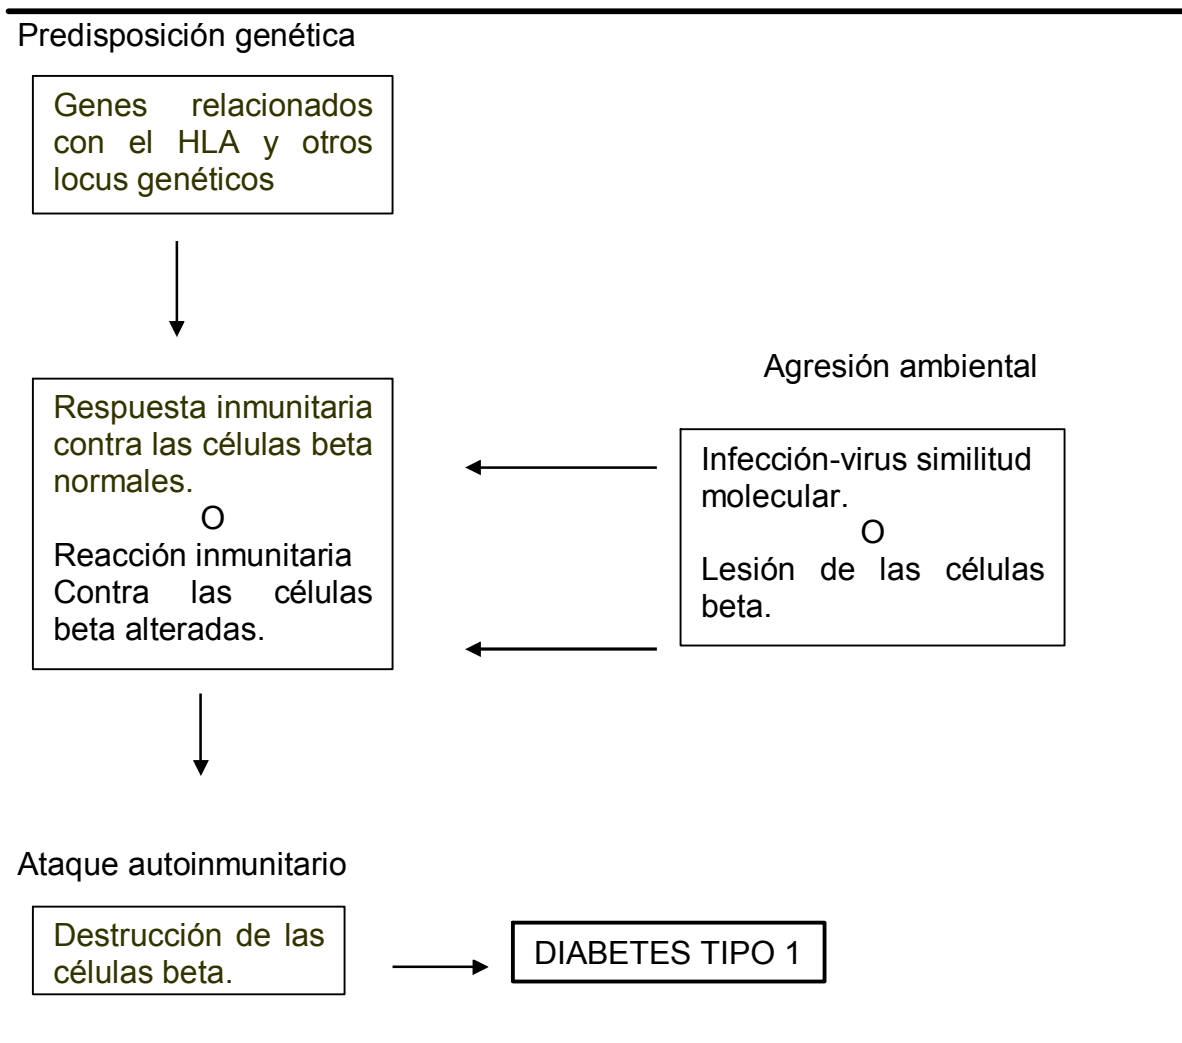 Predisposición genética
Genes relacionados
con el HLA y otros
locus genéticos
Agresión ambiental
Respuesta inmunitaria
contra las células beta
normales.
O
Reacción inmunitaria
Contra las células
beta alteradas.
Infección-virus similitud
molecular.
O
Lesión de las células
beta.
Ataque autoinmunitario
Destrucción de las
células beta.
DIABETES TIPO 1